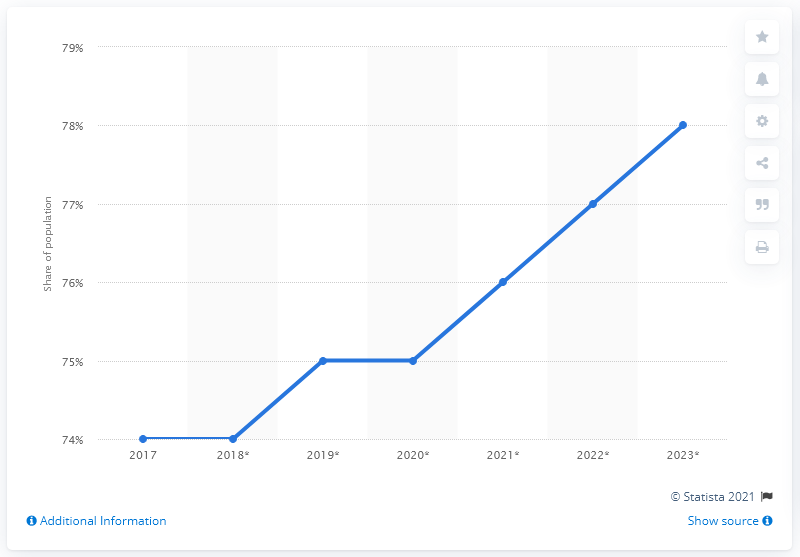 79%
78%
77%
76%
75%
74%
Share of population
2017 2018* 2019* 2020* 2021* 2022* 2023*
© Statista 2021
Additional Information Show source